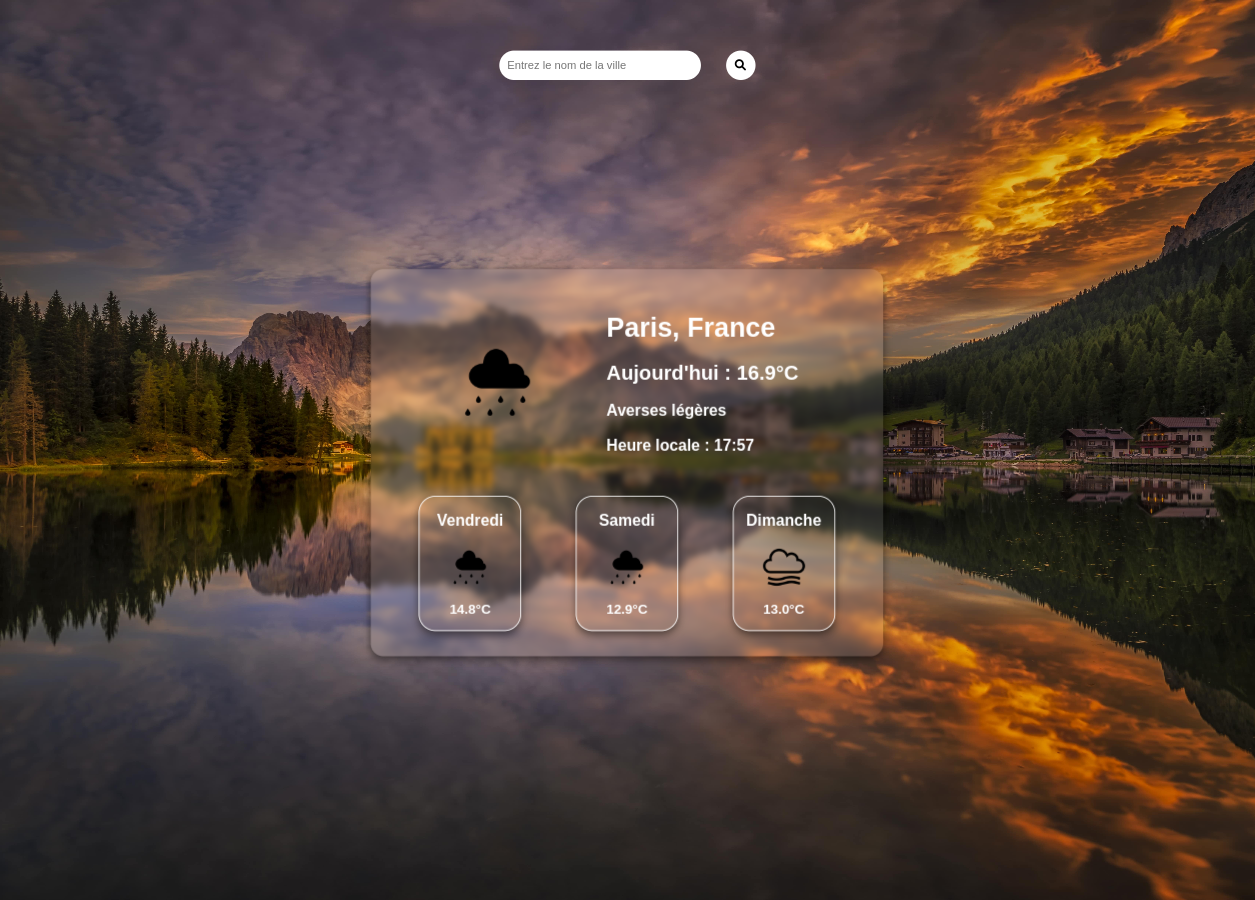 Entrez le nom de la ville
Paris, France
Aujourd'hui : 16.9°C
Averses légères
Heure locale : 17:57
Vendredi
14.8°C
Samedi
12.9°C
Dimanche
13.0°C